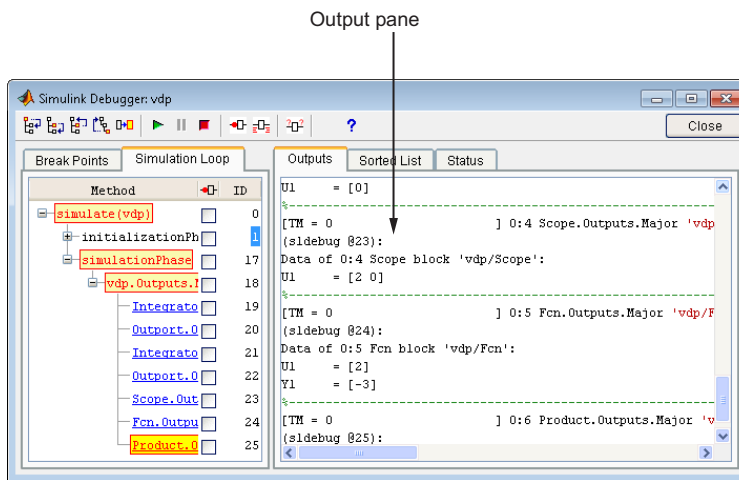 Output pane
Simulink Debugger: vdp
?
Close
Break Points
Simulation Loop
Outputs
Sorted List
Status
Method ID
simulate(vdp) 0
initializationPh 1
simulationPhase 17
vdp.Outputs. 18
Integrato 19
Outport.0 20
Integrato 21
Outport.0 22
Scope.Out 23
Fcn.Outpu 24
Product.0 25
U1 = [0]
%----------------------------------------------------------------
[TM = 0 ] 0:4 Scope.Outputs.Major 'vdp
(sldebug @23):
Data of 0:4 Scope block 'vdp/Scope':
U1 = [2 0]
%----------------------------------------------------------------
[TM = 0 ] 0:5 Fcn.Outputs.Major 'vdp/F
(sldebug @24):
Data of 0:5 Fcn block 'vdp/Fcn':
U1 = [2]
Y1 = [-3]
%----------------------------------------------------------------
[TM = 0 ] 0:6 Product.Outputs.Major 'v
(sldebug @25):